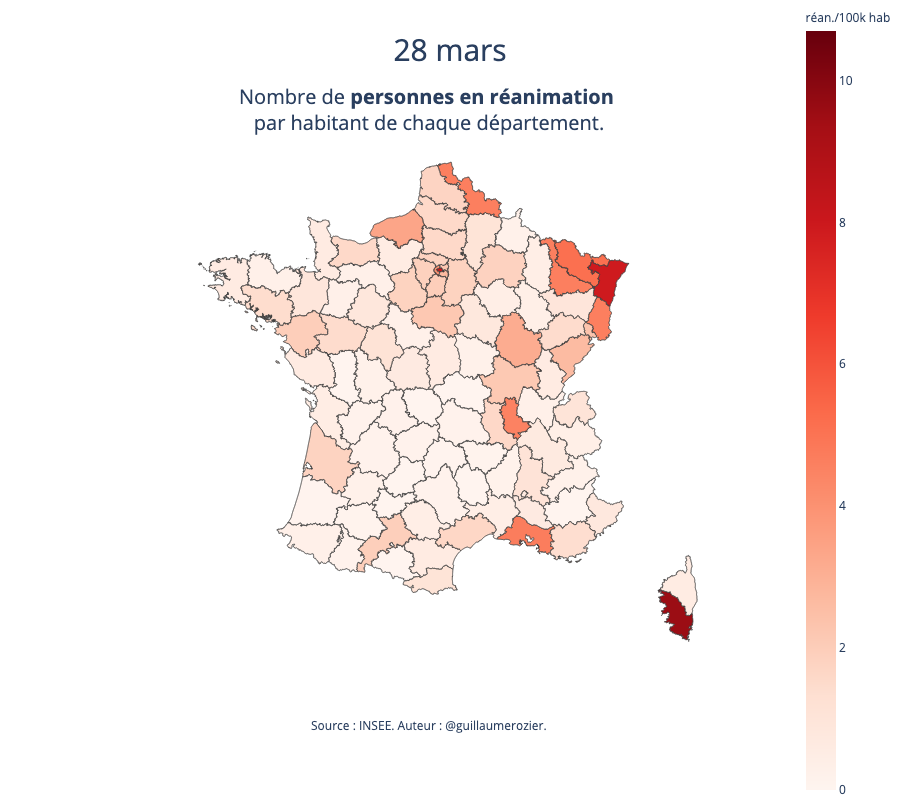 réan./100k hab
28 mars
Nombre de personnes en réanimation
par habitant de chaque département.
10
8
6
4
2
0
Source : INSEE. Auteur : @guillaumerozier.